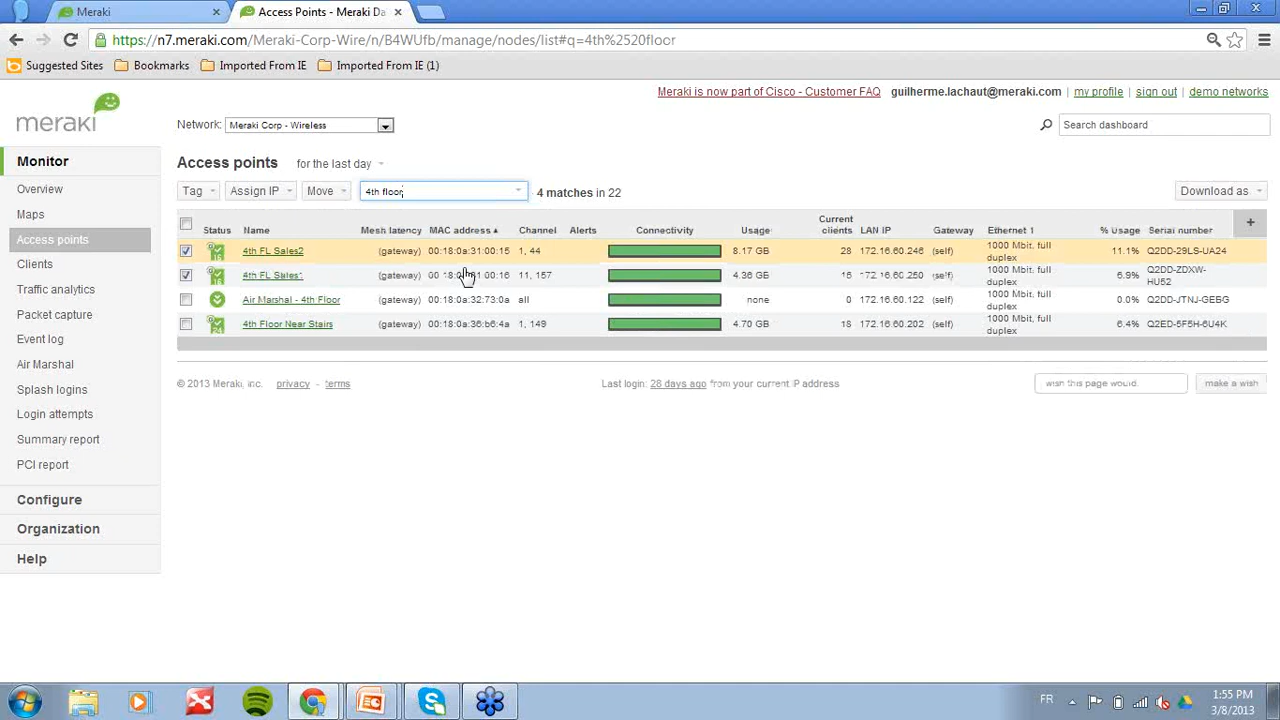 Meraki
Access Points - Meraki Da
https://n7.meraki.com/Meraki-Corp-Wire/n/B4WUfb/manage/nodes/list#q=4th%2520floor
Suggested Sites Bookmarks Imported From IE Imported From IE (1)
Meraki is now part of Cisco - Customer FAQ guilherme.lachaut@meraki.com | my profile | sign out | demo networks
meraki
Network: Meraki Corp - Wireless
Search dashboard
Monitor
Overview
Maps
Access points
Clients
Traffic analytics
Packet capture
Event log
Air Marshal
Splash logins
Login attempts
Summary report
PCI report
Configure
Organization
Help
Access points for the last day
Tag Assign IP Move 4th floor 4 matches in 22 Download as
Status Name Mesh latency MAC address Channel Alerts Connectivity Usage Current clients LAN IP Gateway Ethernet 1 % Usage Serial number +
16 4th FL Sales2 (gateway) 00:18:0a:31:00:15 1, 44 8.17 GB 28 172.16.60.246 (self) 1000 Mbit, full duplex 11.1% Q2DD-29LS-UA24
16 4th FL Sales1 (gateway) 11, 157 4.36 GB 16 172.16.60.250 (self) 1000 Mbit, full duplex 6.9% Q2DD-ZDXW-HU52
Air Marshal - 4th Floor (gateway) 00:18:0a:32:73:0a all none 0 172.16.60.122 (self) 1000 Mbit, full duplex 0.0% Q2DD-JTNJ-GEBG
24 4th Floor Near Stairs (gateway) 00:18:0a:36:b6:4a 1, 149 4.70 GB 18 172.16.60.202 (self) 1000 Mbit, full duplex 6.4% Q2ED-5F5H-6U4K
© 2013 Meraki, Inc. privacy - terms
Last login: 28 days ago from your current IP address
wish this page would. make a wish
FR
1:55 PM
3/8/2013